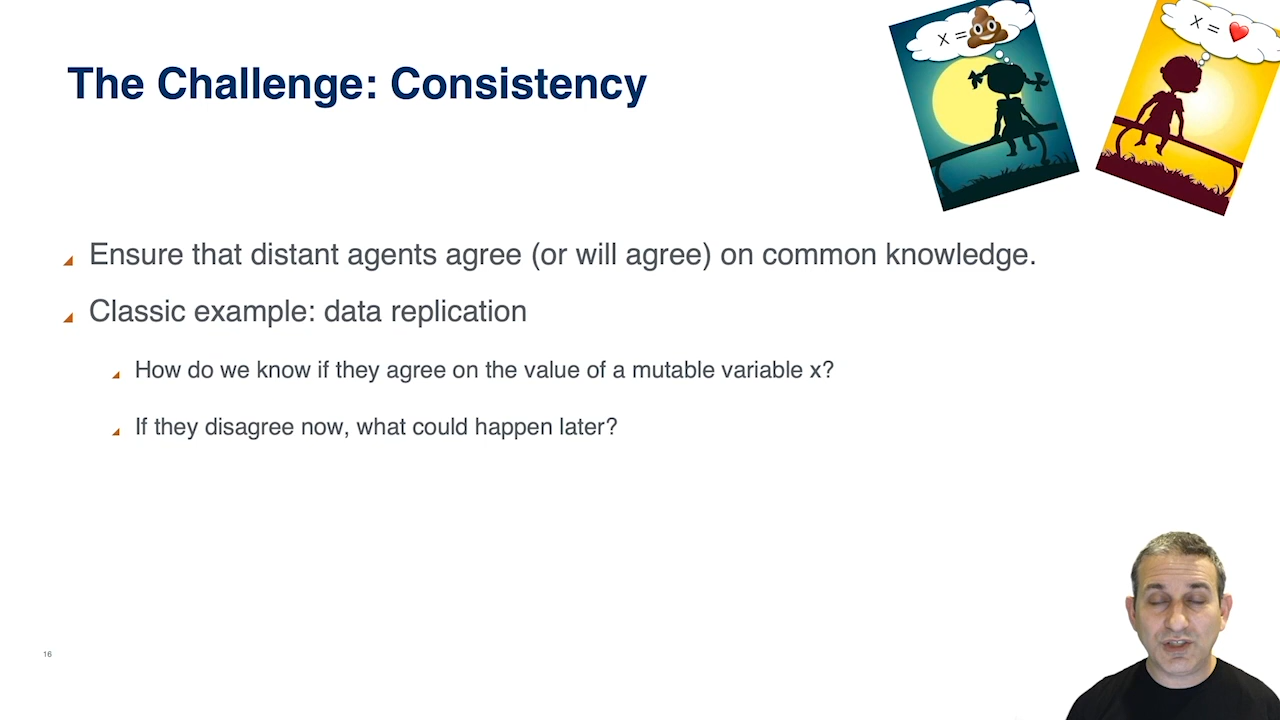 The Challenge: Consistency
x = 💩
x = ❤️
Ensure that distant agents agree (or will agree) on common knowledge.
Classic example: data replication
How do we know if they agree on the value of a mutable variable x?
If they disagree now, what could happen later?
16